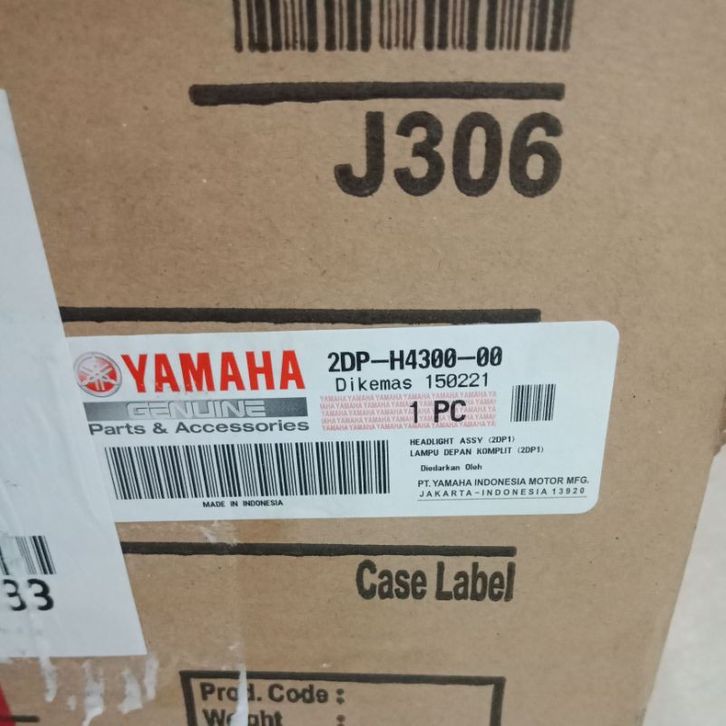 J306
YAMAHA
GENUINE
Parts & Accessories
MADE IN INDONESIA
2DP-H4300-00
Dikemas 150221
1 PC
HEADLIGHT ASSY (2DP1)
LAMPU DEPAN KOMPLIT (2DP1)
Diedarkan Oleh
PT. YAMAHA INDONESIA MOTOR MFG.
JAKARTA-INDONESIA 13920
33
Case Label
Prod. Code :
Weight :